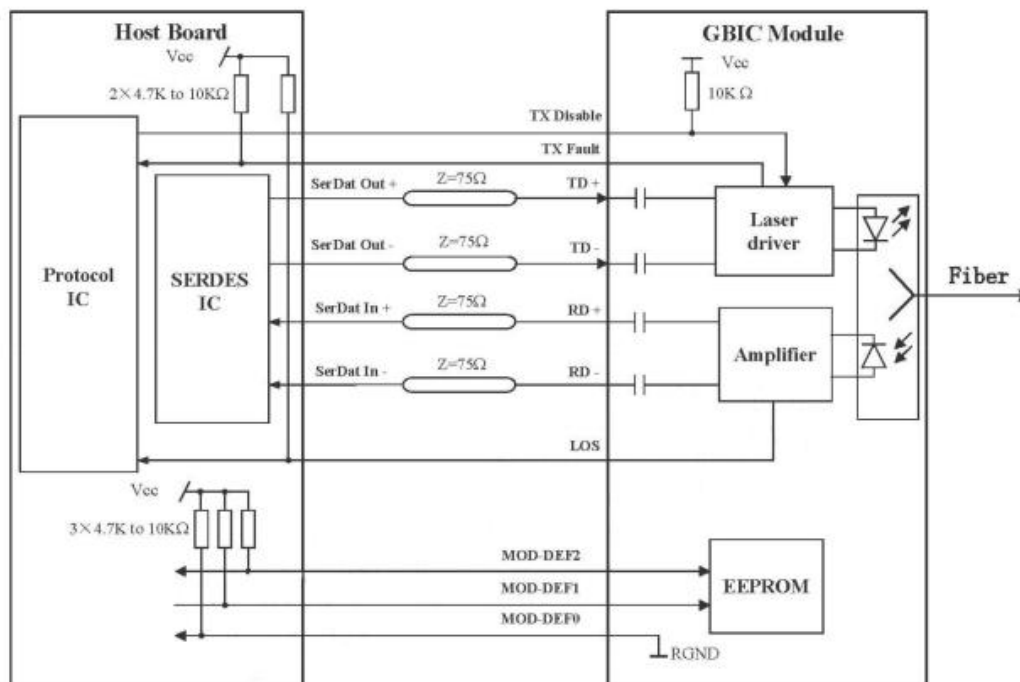 Host Board
GBIC Module
Vcc
Vcc
2×4.7K to 10KΩ
10K Ω
TX Disable
TX Fault
SerDat Out +
Z=75Ω
TD +
Laser
driver
SerDat Out -
Z=75Ω
TD -
Protocol
IC
SERDES
IC
Fiber
SerDat In +
Z=75Ω
RD +
Amplifier
SerDat In -
Z=75Ω
RD -
LOS
Vcc
3×4.7K to 10KΩ
MOD-DEF2
MOD-DEF1
EEPROM
MOD-DEF0
RGND